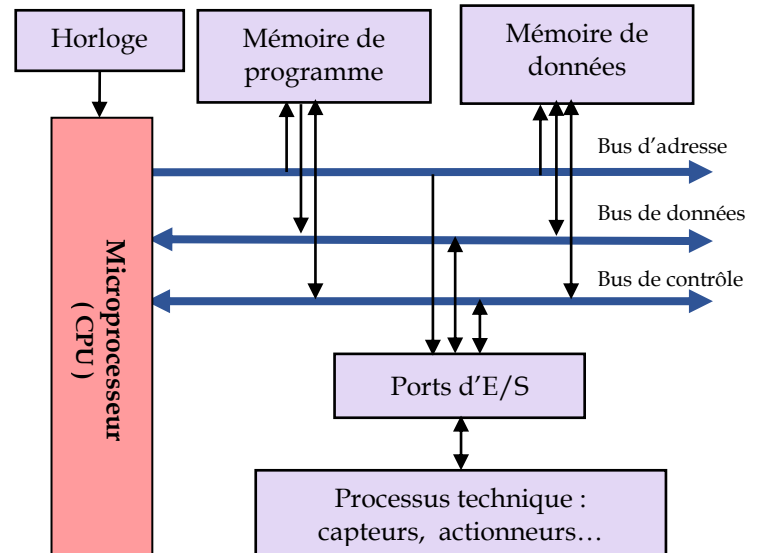 Horloge
Mémoire de
programme
Mémoire de
données
Bus d'adresse
Bus de données
Bus de contrôle
Microprocesseur
( CPU )
Ports d'E/S
Processus technique :
capteurs, actionneurs…